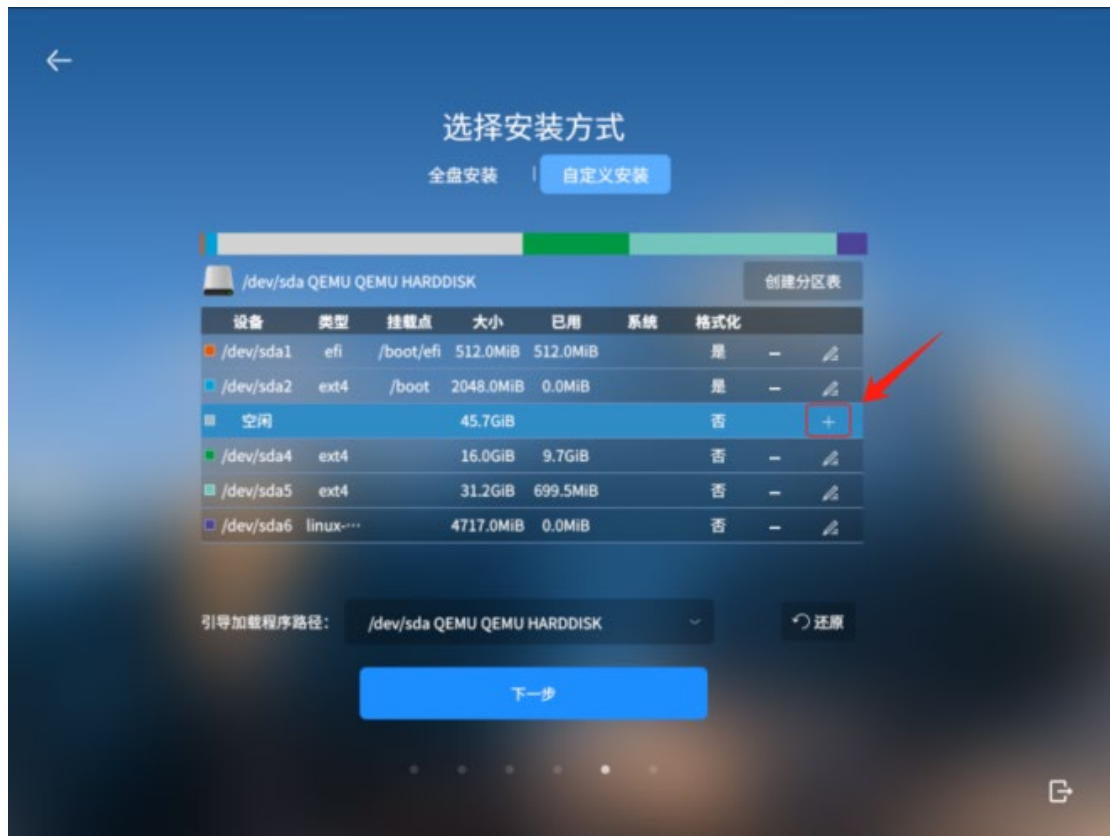 选择安装方式
全盘安装 | 自定义安装
/dev/sda QEMU QEMU HARDDISK 创建分区表
设备 类型 挂载点 大小 已用 系统 格式化
/dev/sda1 efi /boot/efi 512.0MiB 512.0MiB 是 –
/dev/sda2 ext4 /boot 2048.0MiB 0.0MiB 是 –
空闲 45.7GiB 否 +
/dev/sda4 ext4 16.0GiB 9.7GiB 否 –
/dev/sda5 ext4 31.2GiB 699.5MiB 否 –
/dev/sda6 linux-··· 4717.0MiB 0.0MiB 否 –
引导加载程序路径： /dev/sda QEMU QEMU HARDDISK 还原
下一步